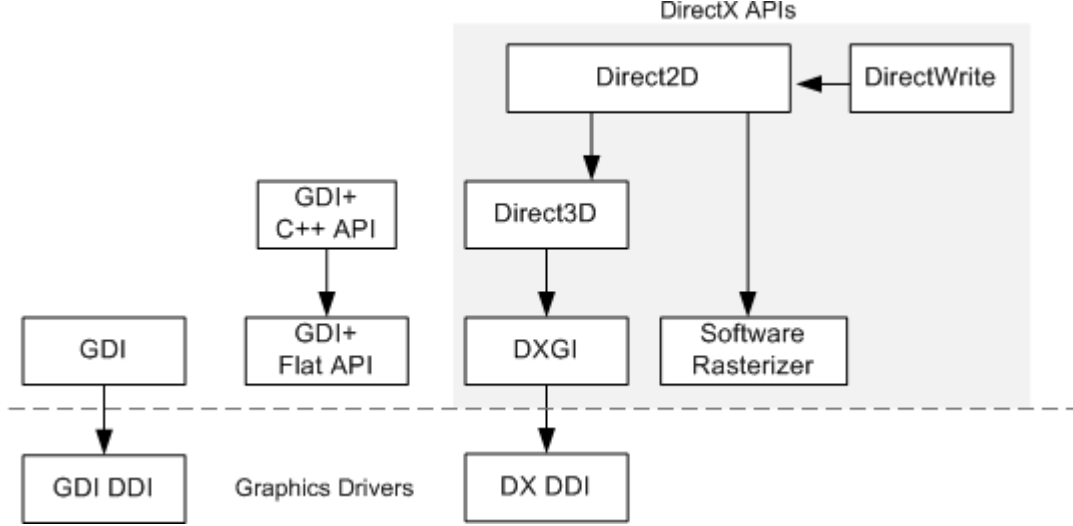 DirectX APIs
Direct2D
DirectWrite
GDI+
C++ API
Direct3D
GDI
GDI+
Flat API
DXGI
Software
Rasterizer
GDI DDI
Graphics Drivers
DX DDI